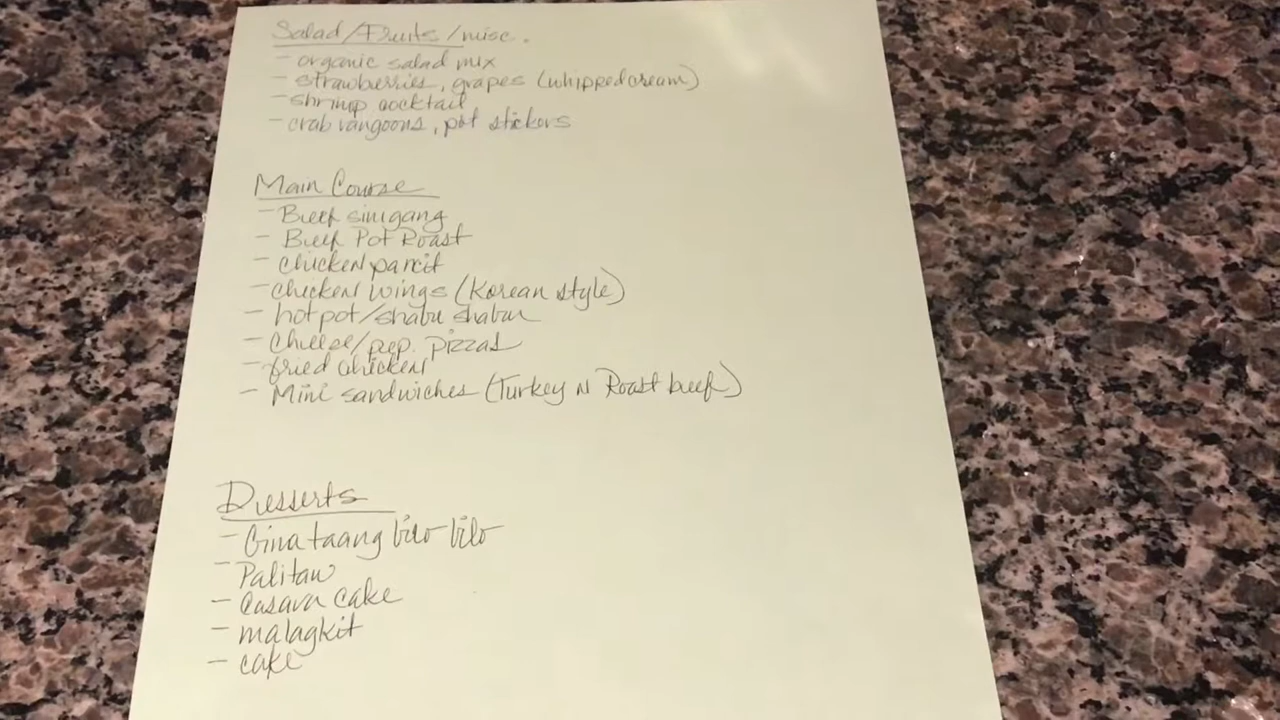 Salad/Fruits/misc.
- organic salad mix
- strawberries, grapes (whipped cream)
- shrimp cocktail
- crab rangoons, pot stickers
Main Course
- Beef sinigang
- Beef Pot Roast
- chicken pancit
- chicken wings (Korean style)
- hot pot/shabu shabu
- Cheese/pep. pizzas
- fried chicken
- Mini sandwiches (Turkey N Roast beef)
Desserts
- Ginataang bilo bilo
- Palitaw
- Casava cake
- malagkit
- cake